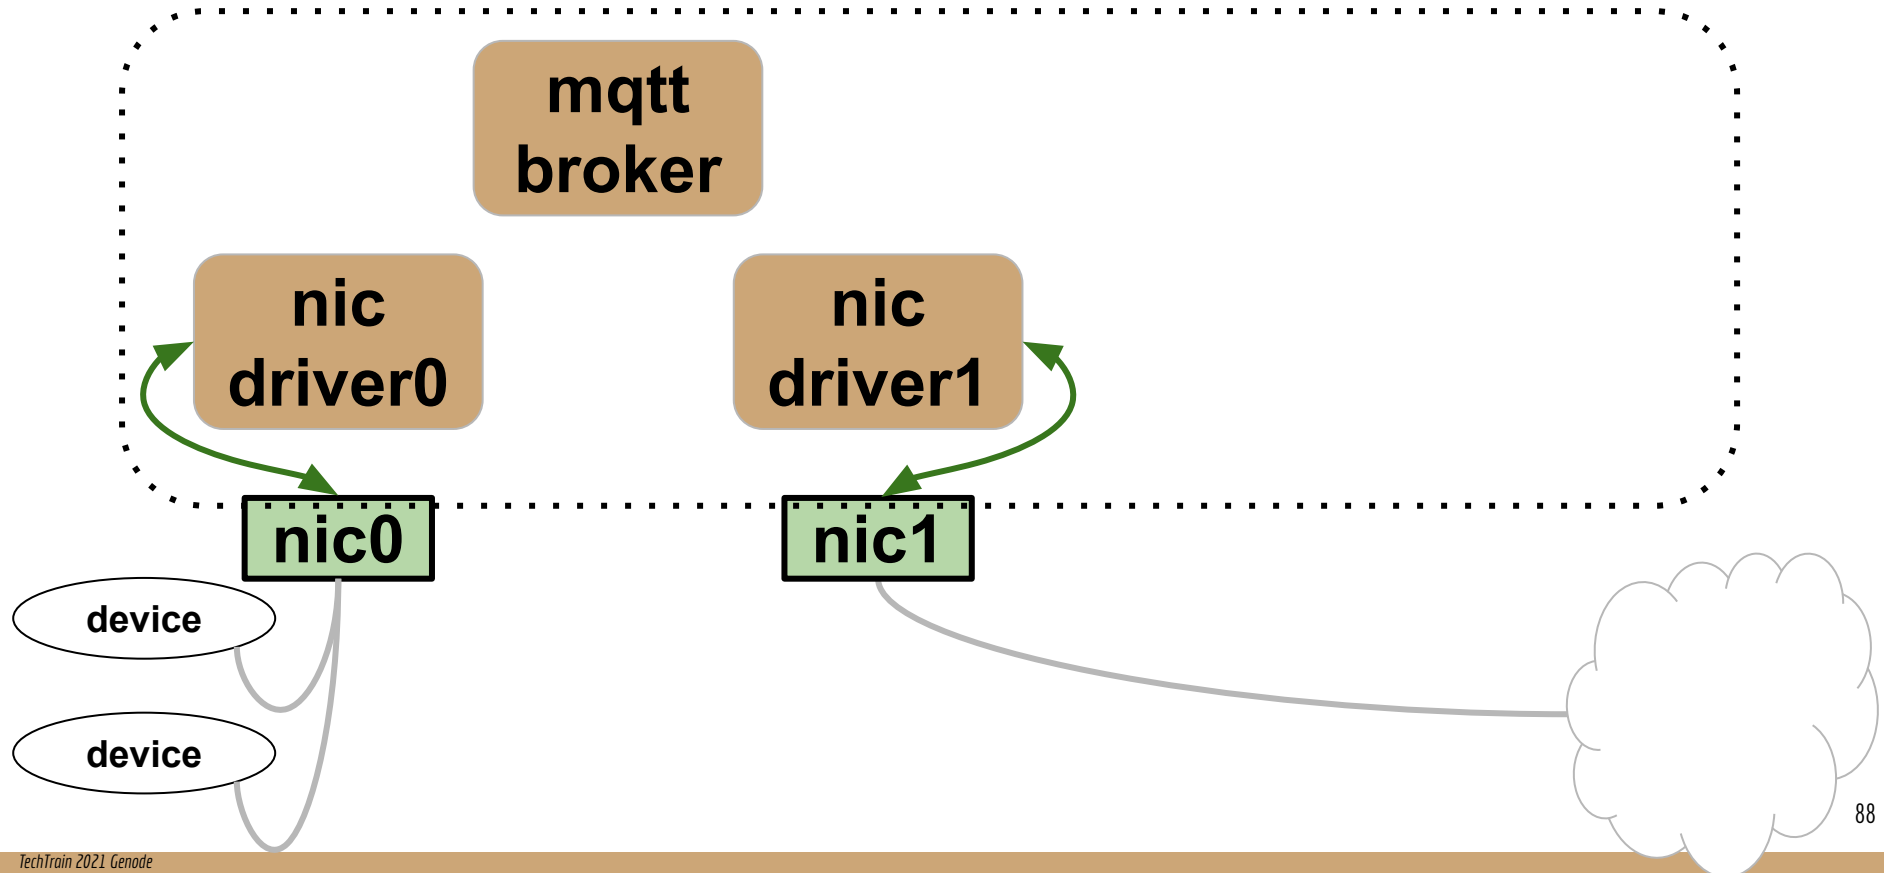 mqtt
broker
nic
driver0
nic
driver1
nic0
nic1
device
device
88
TechTrain 2021 Genode